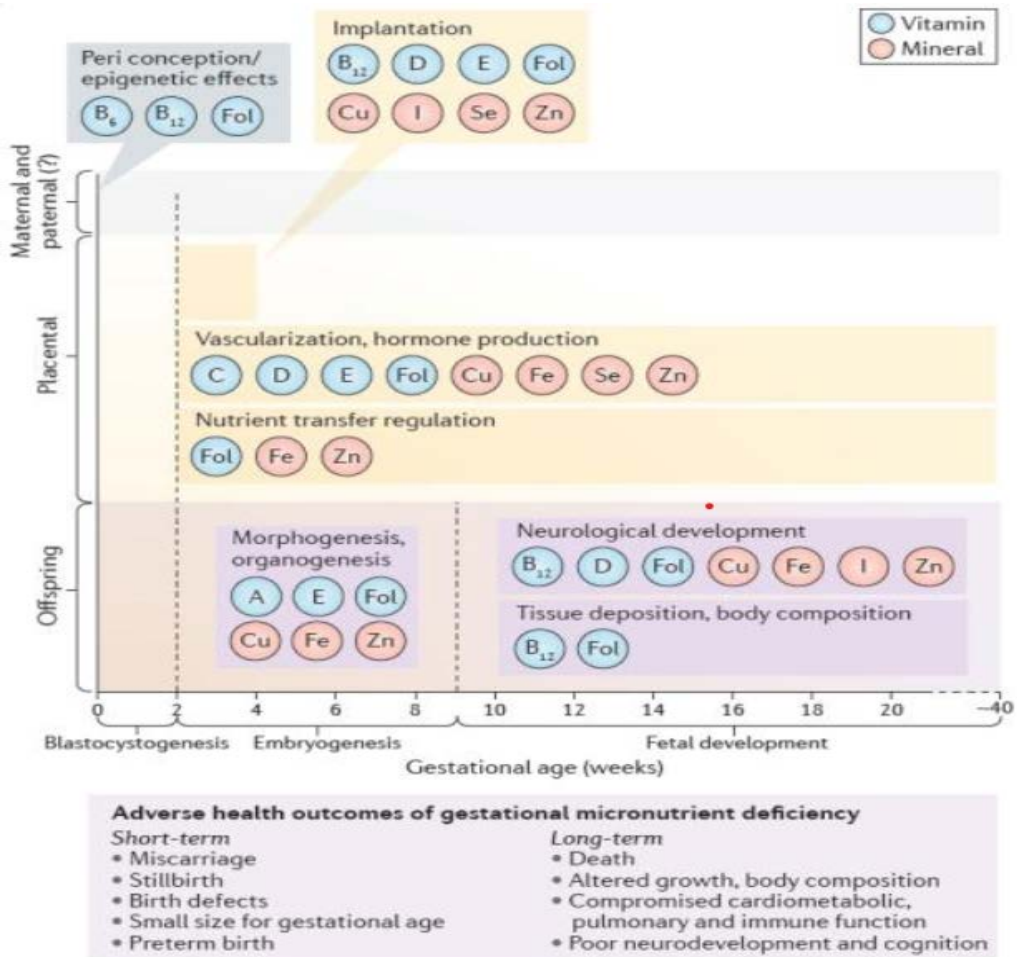 Vitamin
Mineral
Peri conception/
epigenetic effects
B₆ B₁₂ Fol
Implantation
B₁₂ D E Fol
Cu I Se Zn
Maternal and
paternal (?)
Placental
Vascularization, hormone production
C D E Fol Cu Fe Se Zn
Nutrient transfer regulation
Fol Fe Zn
Offspring
Morphogenesis,
organogenesis
A E Fol
Cu Fe Zn
Neurological development
B₁₂ D Fol Cu Fe I Zn
Tissue deposition, body composition
B₁₂ Fol
0 2 4 6 8 10 12 14 16 18 20 ~40
Blastocystogenesis Embryogenesis Fetal development
Gestational age (weeks)
Adverse health outcomes of gestational micronutrient deficiency
Short-term
• Miscarriage
• Stillbirth
• Birth defects
• Small size for gestational age
• Preterm birth
Long-term
• Death
• Altered growth, body composition
• Compromised cardiometabolic,
pulmonary and immune function
• Poor neurodevelopment and cognition